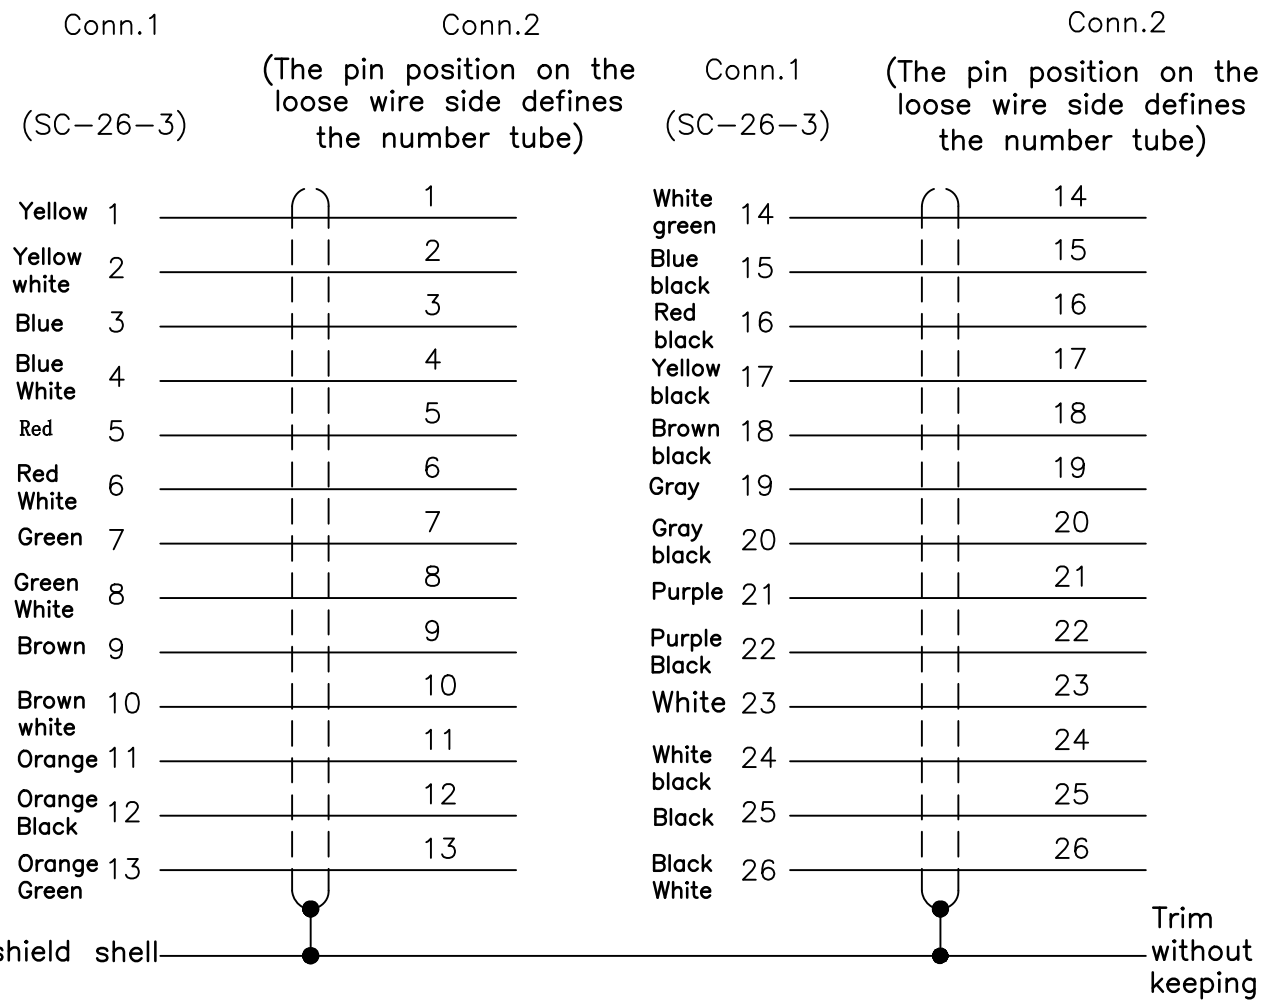 Conn.1
Conn.2
(The pin position on the
loose wire side defines
the number tube)
(SC-26-3)
Yellow 1
1
Yellow
white
2
2
Blue 3
3
Blue
White
4
4
Red 5
5
Red
White
6
6
Green 7
7
Green
White
8
8
Brown 9
9
Brown
white
10
10
Orange 11
11
Orange
Black
12
12
Orange
Green
13
13
shield shell
Conn.1
(SC-26-3)
Conn.2
(The pin position on the
loose wire side defines
the number tube)
White
green
14
14
Blue
black
15
15
Red
black
16
16
Yellow
black
17
17
Brown
black
18
18
Gray 19
19
Gray
black
20
20
Purple 21
21
Purple
Black
22
22
White 23
23
White
black
24
24
Black 25
25
Black
White
26
26
Trim
without
keeping